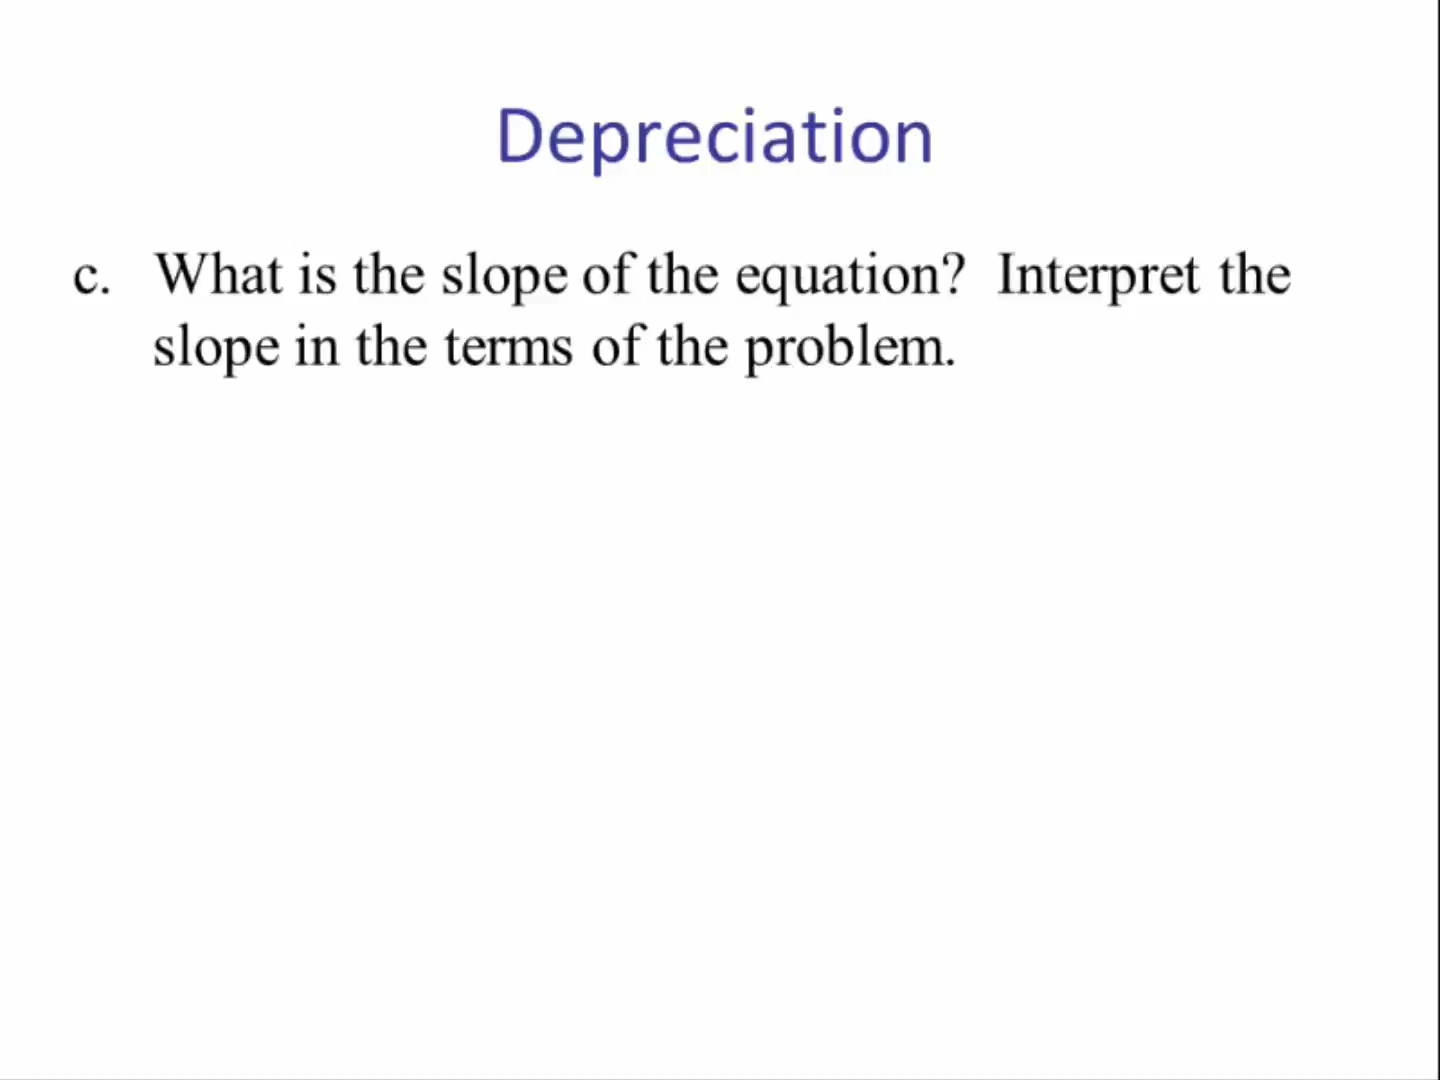 Depreciation
c. What is the slope of the equation? Interpret the
slope in the terms of the problem.